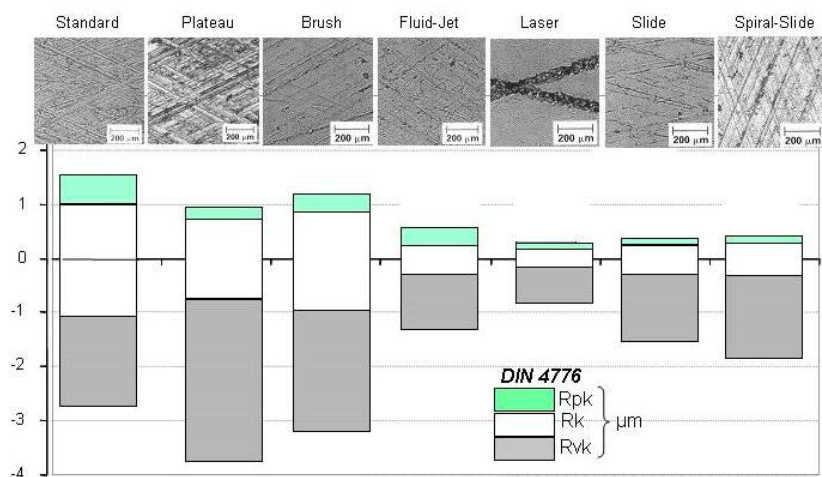 Standard Plateau Brush Fluid-Jet Laser Slide Spiral-Slide
200 µm 200 µm 200 µm 200 µm 200 µm 200 µm 200 µm
2
1
0
-1
-2
-3
-4
DIN 4776
Rpk
Rk µm
Rvk